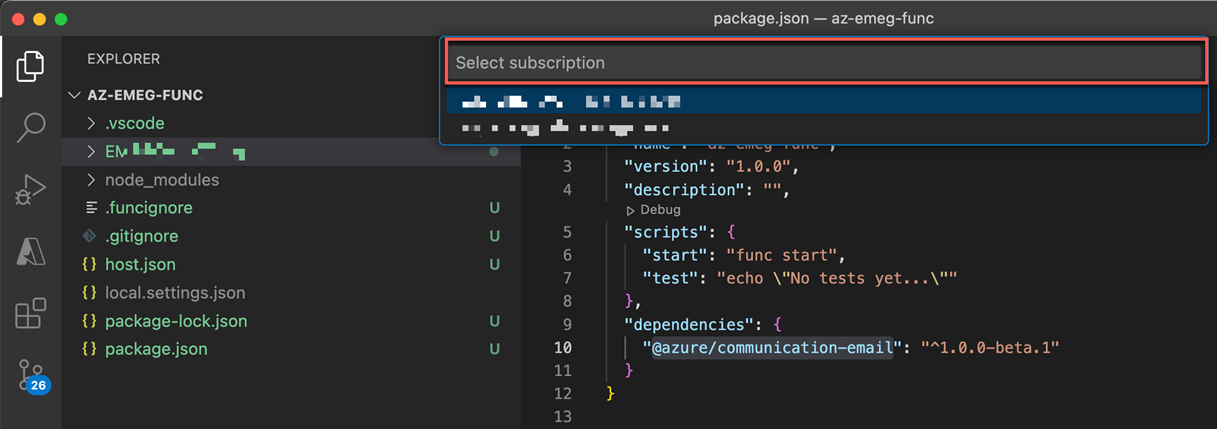 package.json — az-emeg-func
EXPLORER
Select subscription
AZ-EMEG-FUNC
.vscode
EM
node_modules
.funcignore U
.gitignore U
host.json U
local.settings.json
package-lock.json U
package.json U
26
2 "name": "az-emeg-func",
3 "version": "1.0.0",
4 "description": "",
Debug
5 "scripts": {
6 "start": "func start",
7 "test": "echo \"No tests yet...\""
8 },
9 "dependencies": {
10 "@azure/communication-email": "^1.0.0-beta.1"
11 }
12 }
13